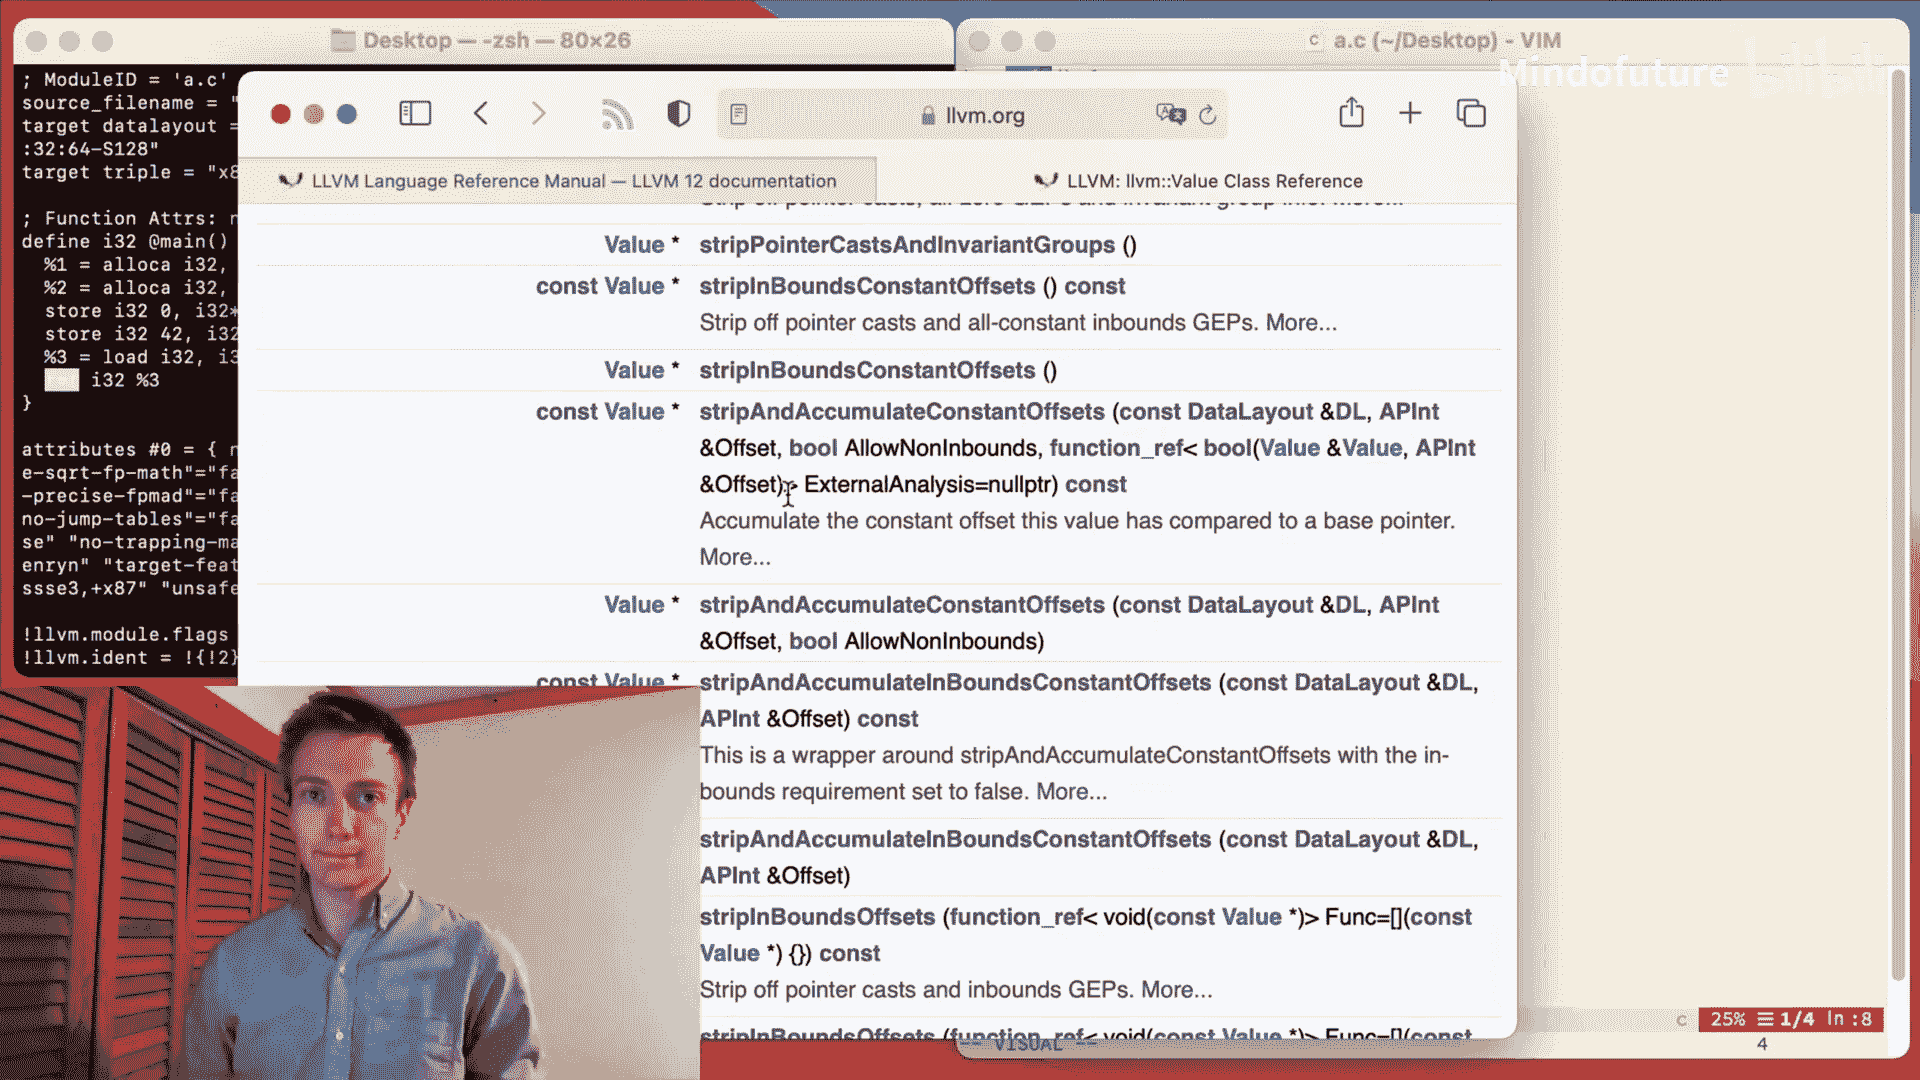 Desktop — -zsh — 80×26
a.c (~/Desktop) - VIM
Mindofuture bilibili
; ModuleID = 'a.c'
source_filename = "
target datalayout =
:32:64-S128"
target triple = "x8
; Function Attrs: n
define i32 @main()
%1 = alloca i32,
%2 = alloca i32,
store i32 0, i32*
store i32 42, i32
%3 = load i32, i3
i32 %3
}
attributes #0 = { n
e-sqrt-fp-math"="fa
-precise-fpmad"="fa
no-jump-tables"="fa
se" "no-trapping-ma
enryn" "target-feat
ssse3,+x87" "unsafe
!llvm.module.flags
!llvm.ident = !{!2}
llvm.org
LLVM Language Reference Manual — LLVM 12 documentation
LLVM: llvm::Value Class Reference
Value * stripPointerCastsAndInvariantGroups ()
const Value * stripInBoundsConstantOffsets () const
Strip off pointer casts and all-constant inbounds GEPs. More...
Value * stripInBoundsConstantOffsets ()
const Value * stripAndAccumulateConstantOffsets (const DataLayout &DL, APInt
&Offset, bool AllowNonInbounds, function_ref< bool(Value &Value, APInt
&Offset)> ExternalAnalysis=nullptr) const
Accumulate the constant offset this value has compared to a base pointer.
More...
Value * stripAndAccumulateConstantOffsets (const DataLayout &DL, APInt
&Offset, bool AllowNonInbounds)
const Value * stripAndAccumulateInBoundsConstantOffsets (const DataLayout &DL,
APInt &Offset) const
This is a wrapper around stripAndAccumulateConstantOffsets with the in-
bounds requirement set to false. More...
stripAndAccumulateInBoundsConstantOffsets (const DataLayout &DL,
APInt &Offset)
stripInBoundsOffsets (function_ref< void(const Value *)> Func=[](const
Value *) {}) const
Strip off pointer casts and inbounds GEPs. More...
stripInBoundsOffsets (function_ref< void(const Value *)> Func=[](const
-- VISUAL --
c 25% ☰ 1/4 ln :8
4